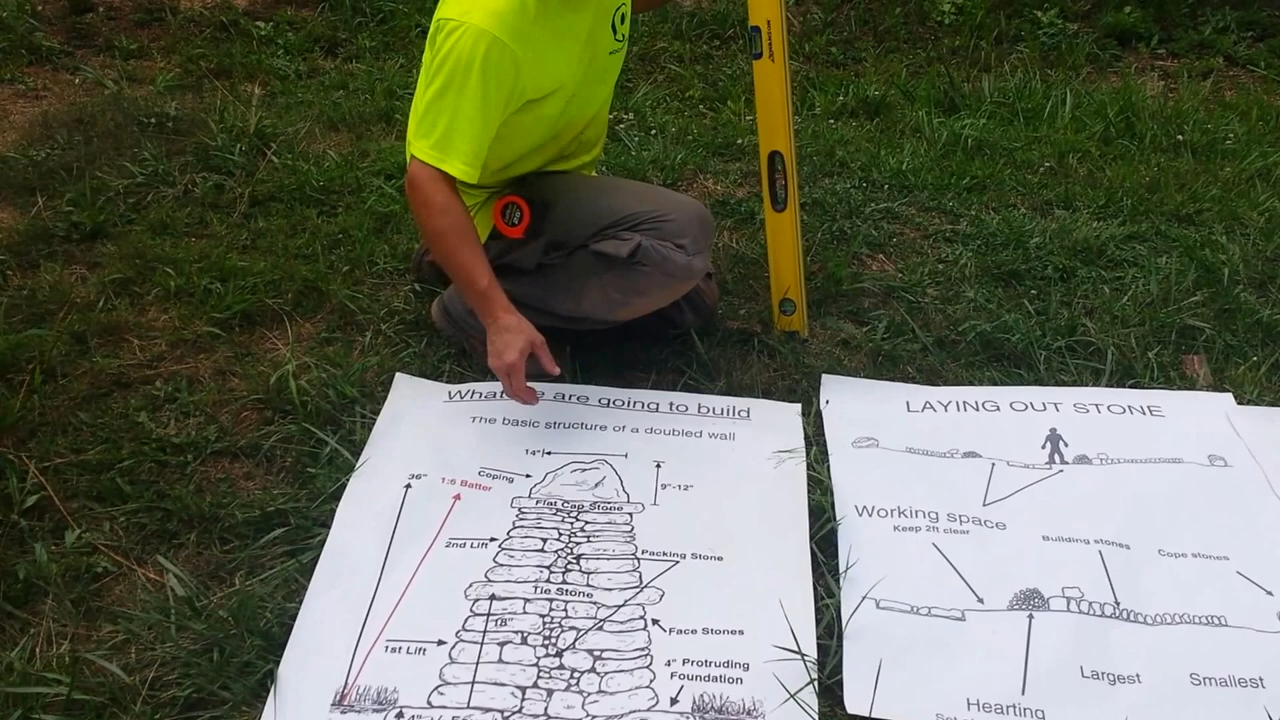 What we are going to build
The basic structure of a doubled wall
14"
Coping
9"-12"
36"
1:6 Batter
Flat Cap Stone
2nd Lift
Packing Stone
Tie Stone
18"
Face Stones
1st Lift
4" Protruding
Foundation
LAYING OUT STONE
Working space
Keep 2ft clear
Building stones
Cope stones
Largest
Smallest
Hearting